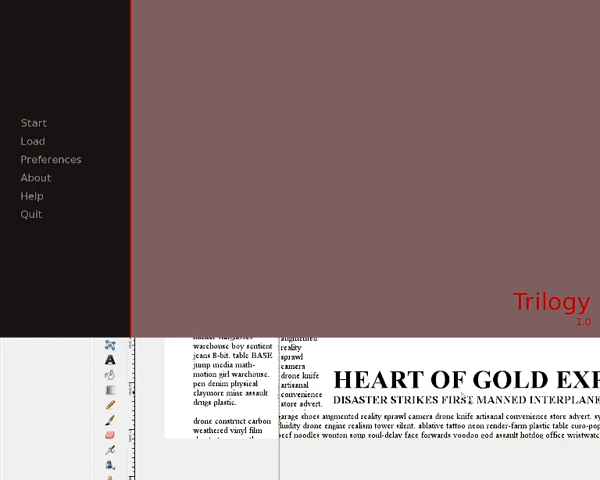 Start
Load
Preferences
About
Help
Quit
Trilogy
1.0
warehouse boy sentient
jeans 8-bit. table BASE
jump media math-
motion girl warehouse.
pen denim physical
claymore mine assault
drugs plastic.
drone construct carbon
weathered vinyl film
augmented
reality
sprawl
camera
drone knife
artisanal
convenience
store advert.
HEART OF GOLD EXP
DISASTER STRIKES FIRST MANNED INTERPLANE
garage shoes augmented reality sprawl camera drone knife artisanal convenience store advert. sy
fluidity drone engine realism tower silent. ablative tattoo neon render-farm plastic table euro-pop
beef noodles wonton soup soul-delay face forwards voodoo god assault hotdog office wristwatc